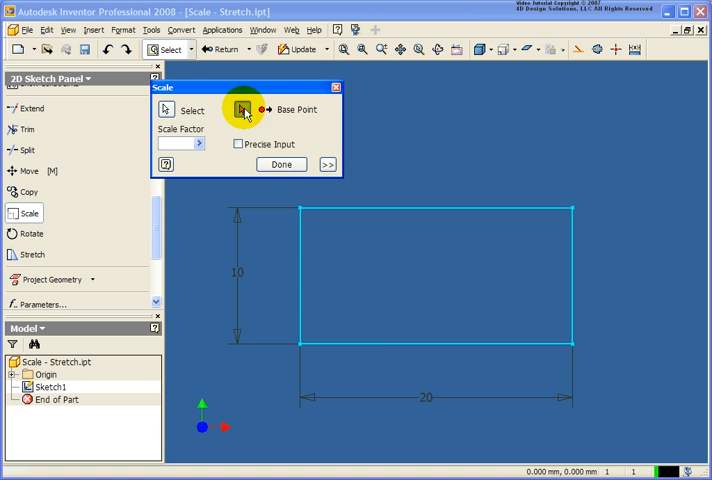 Autodesk Inventor Professional 2008 - [Scale - Stretch.ipt]
Video Tutorial Copyright © 2007
4D Design Solutions, LLC All Rights Reserved
File Edit View Insert Format Tools Convert Applications Window Web Help
Select Return Update
2D Sketch Panel
Extend
Trim
Split
Move [M]
Copy
Scale
Rotate
Stretch
Project Geometry
Parameters...
Scale
Select Base Point
Scale Factor
Precise Input
Done >>
10
20
Model
Scale - Stretch.ipt
Origin
Sketch1
End of Part
0.000 mm, 0.000 mm 1 1